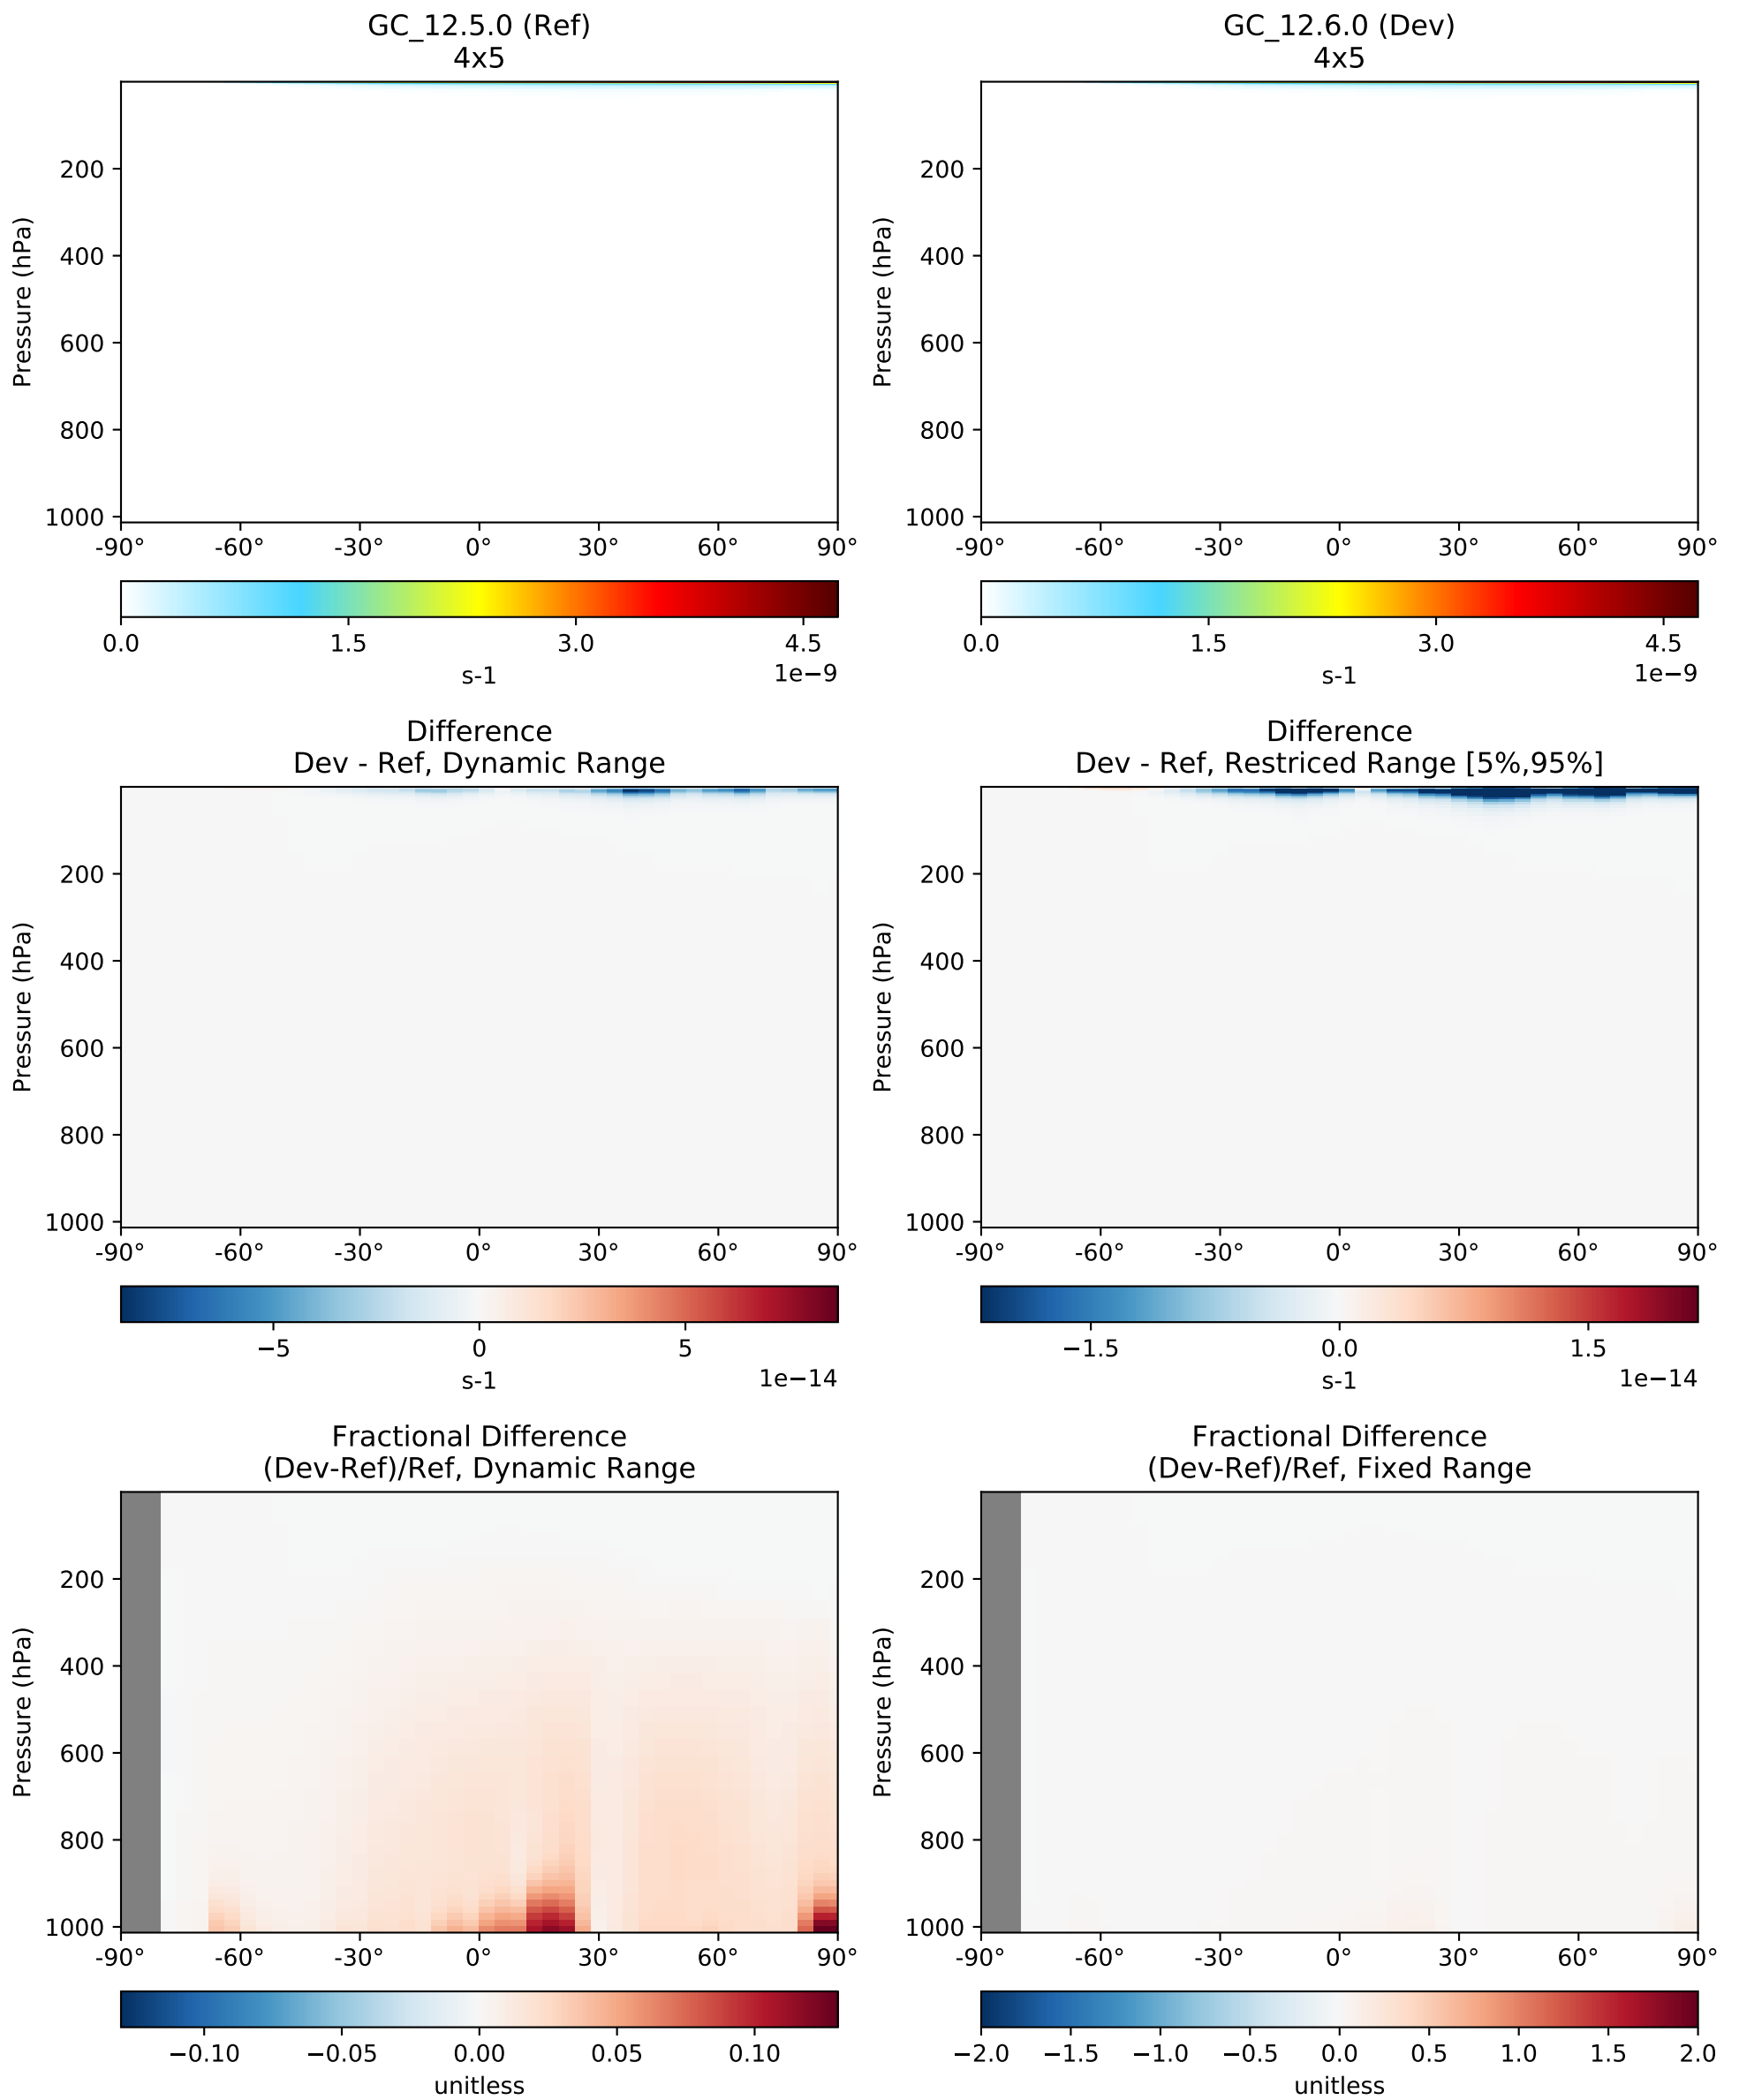 GC_12.5.0 (Ref)
4x5
Pressure (hPa)
200
400
600
800
1000
-90° -60° -30° 0° 30° 60° 90°
0.0 1.5 3.0 4.5
1e−9
s-1
GC_12.6.0 (Dev)
4x5
Pressure (hPa)
200
400
600
800
1000
-90° -60° -30° 0° 30° 60° 90°
0.0 1.5 3.0 4.5
1e−9
s-1
Difference
Dev - Ref, Dynamic Range
Pressure (hPa)
200
400
600
800
1000
-90° -60° -30° 0° 30° 60° 90°
−5 0 5
1e−14
s-1
Difference
Dev - Ref, Restriced Range [5%,95%]
Pressure (hPa)
200
400
600
800
1000
-90° -60° -30° 0° 30° 60° 90°
−1.5 0.0 1.5
1e−14
s-1
Fractional Difference
(Dev-Ref)/Ref, Dynamic Range
Pressure (hPa)
200
400
600
800
1000
-90° -60° -30° 0° 30° 60° 90°
−0.10 −0.05 0.00 0.05 0.10
unitless
Fractional Difference
(Dev-Ref)/Ref, Fixed Range
Pressure (hPa)
200
400
600
800
1000
-90° -60° -30° 0° 30° 60° 90°
−2.0 −1.5 −1.0 −0.5 0.0 0.5 1.0 1.5 2.0
unitless